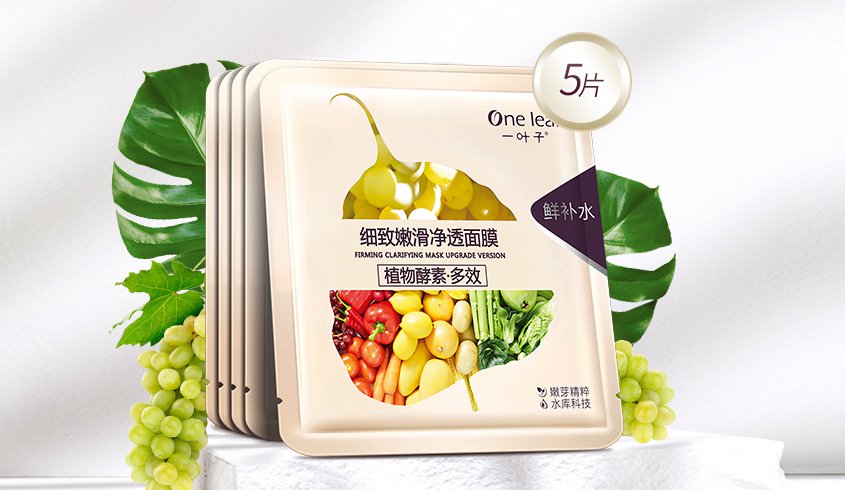 5片
One lea
一叶子®
鲜补水
细致嫩滑净透面膜
FIRMING CLARIFYING MASK UPGRADE VERSION
植物酵素·多效
嫩芽精粹
水库科技